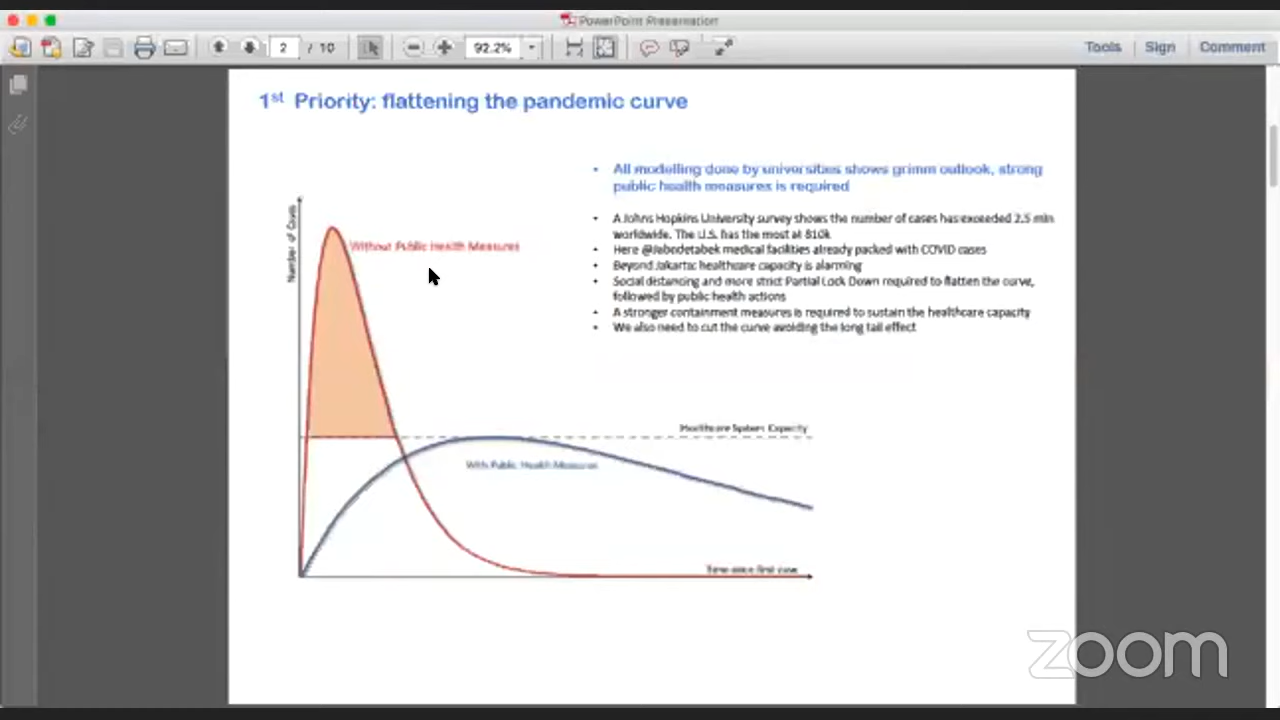 PowerPoint Presentation
2 / 10
92.2%
Tools
Sign
Comment
1st Priority: flattening the pandemic curve
• All modelling done by universities shows grimm outlook, strong
public health measures is required
• A Johns Hopkins University survey shows the number of cases has exceeded 2.5 mln
worldwide. The U.S. has the most at 810k
• Here @Jabodetabek medical facilities already packed with COVID cases
• Beyond Jakarta: healthcare capacity is alarming
• Social distancing and more strict Partial Lock Down required to flatten the curve,
followed by public health actions
• A stronger containment measures is required to sustain the healthcare capacity
• We also need to cut the curve avoiding the long tail effect
Number of Cases
Without Public Health Measures
Healthcare System Capacity
With Public Health Measures
Time since first case
zoom